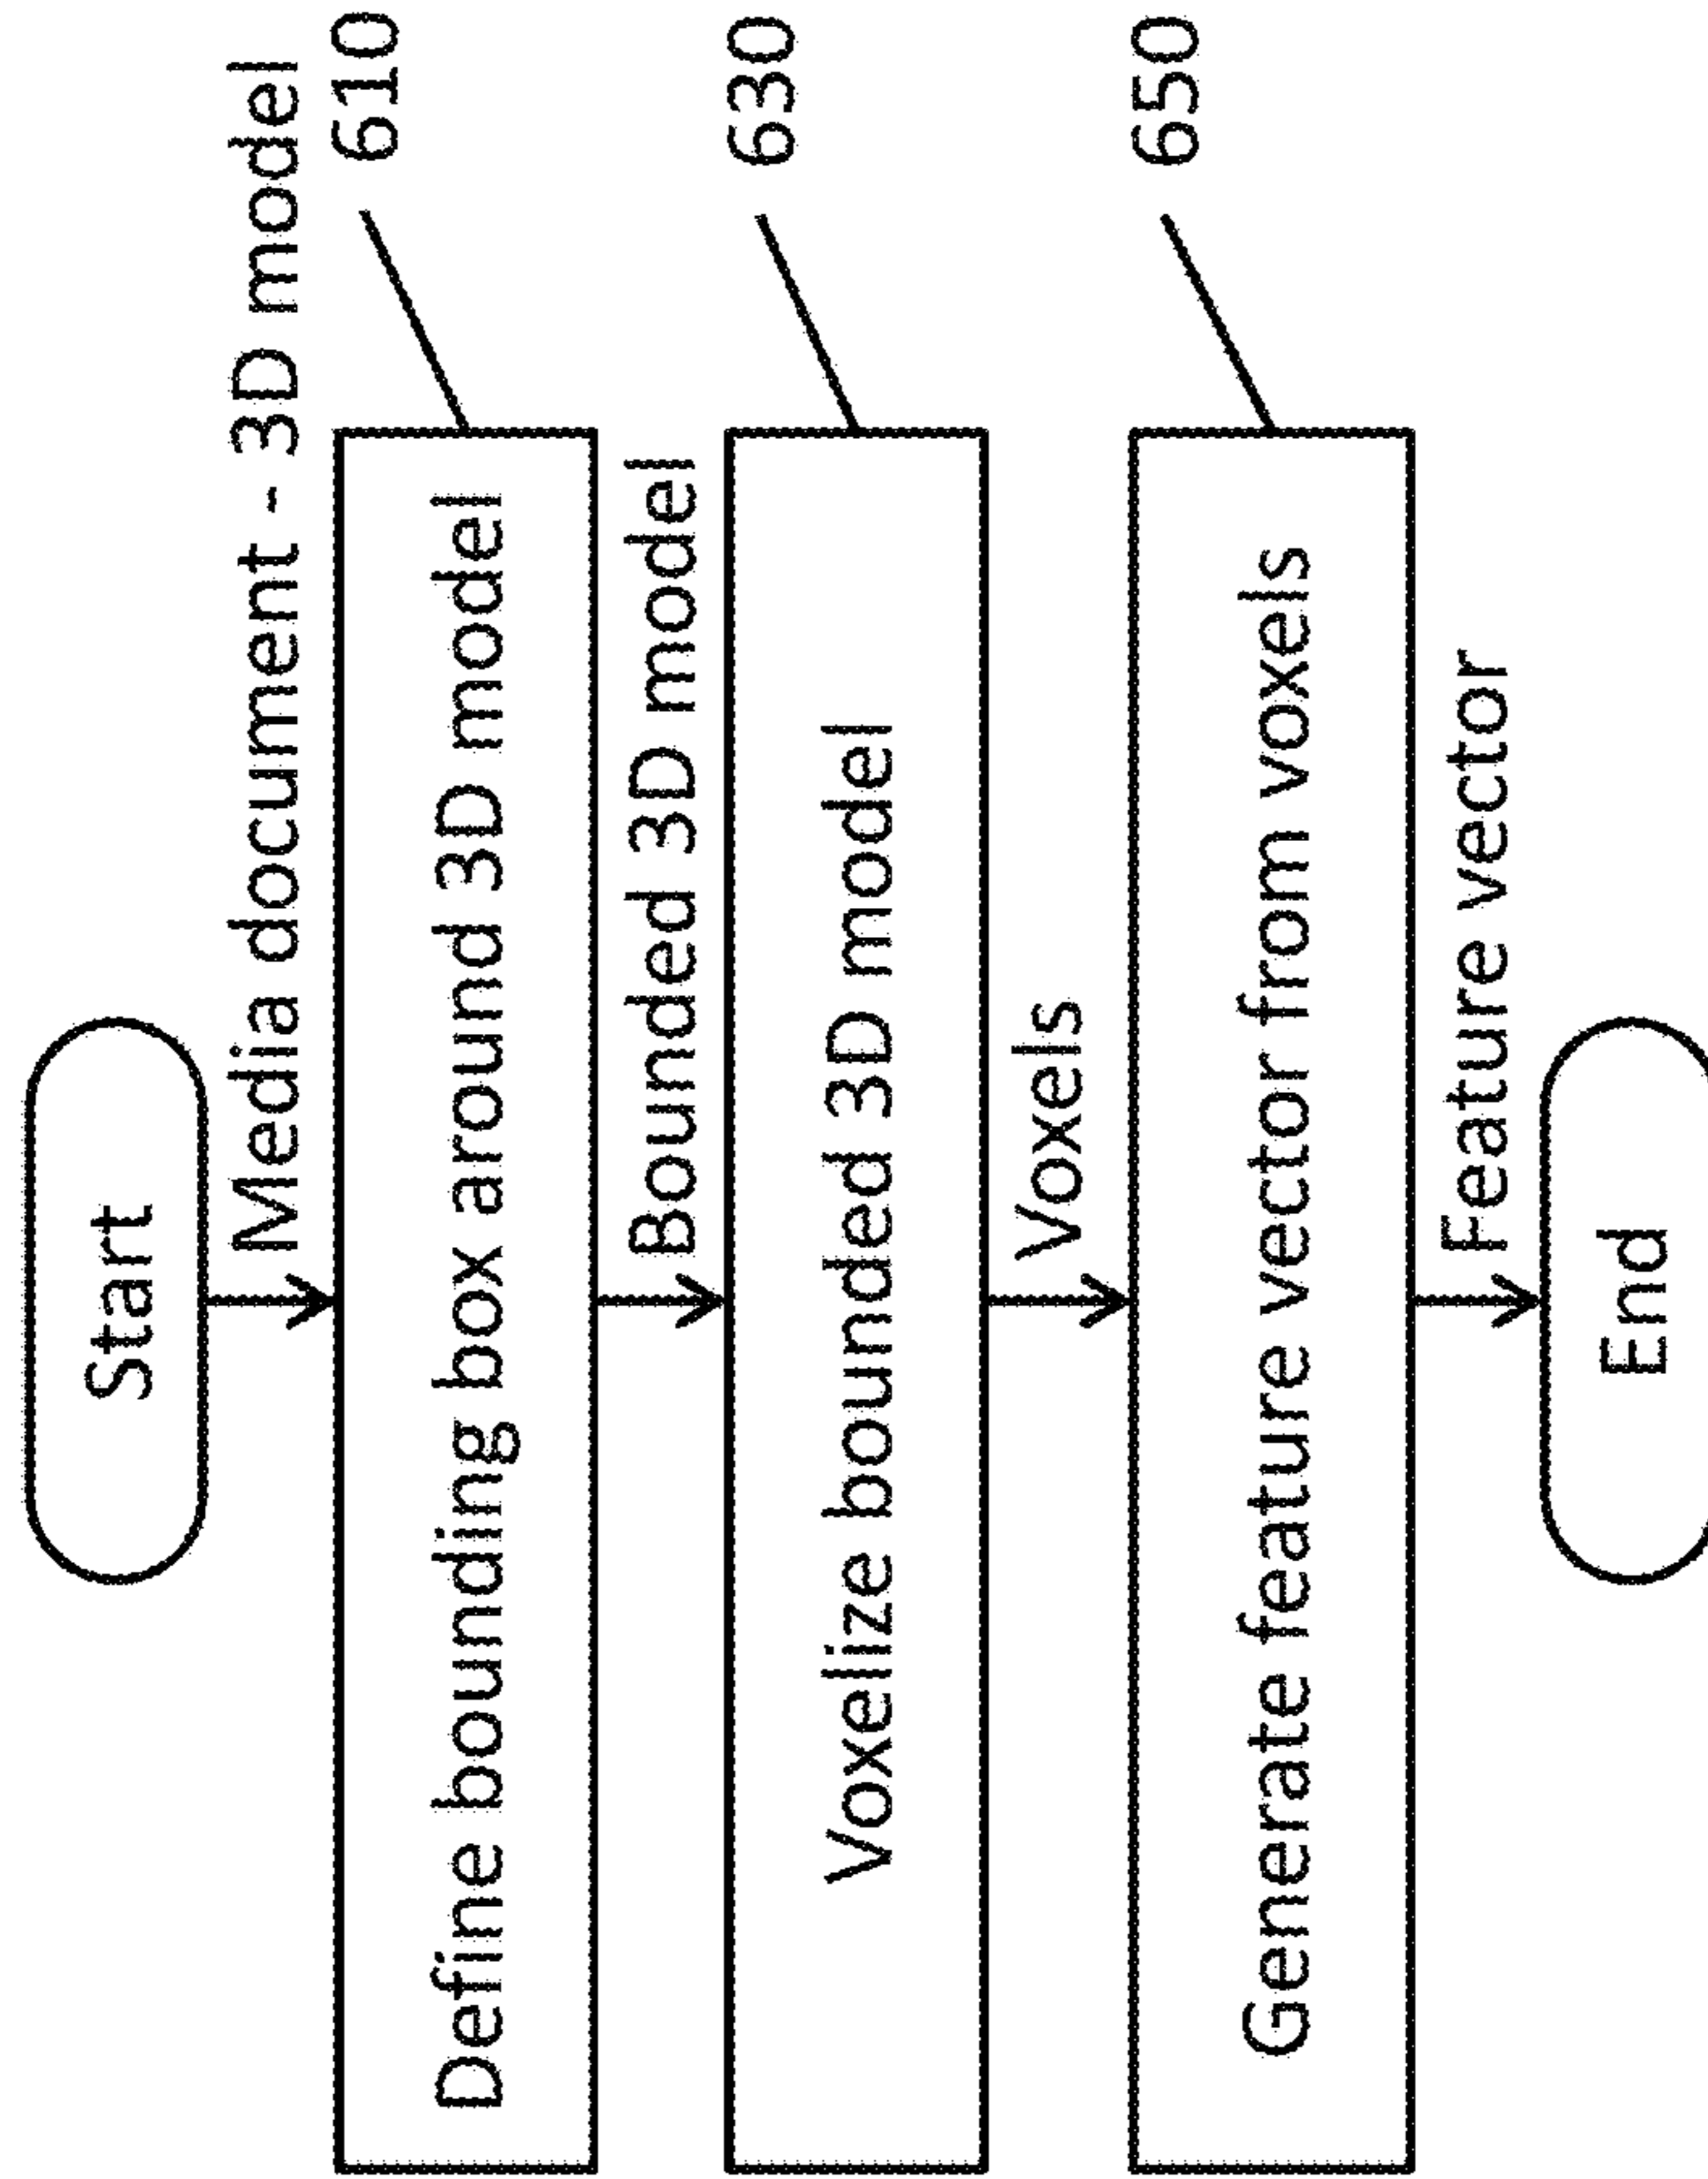 Start
Media document - 3D model
610
Define bounding box around 3D model
Bounded 3D model
630
Voxelize bounded 3D model
Voxels
650
Generate feature vector from voxels
Feature vector
End